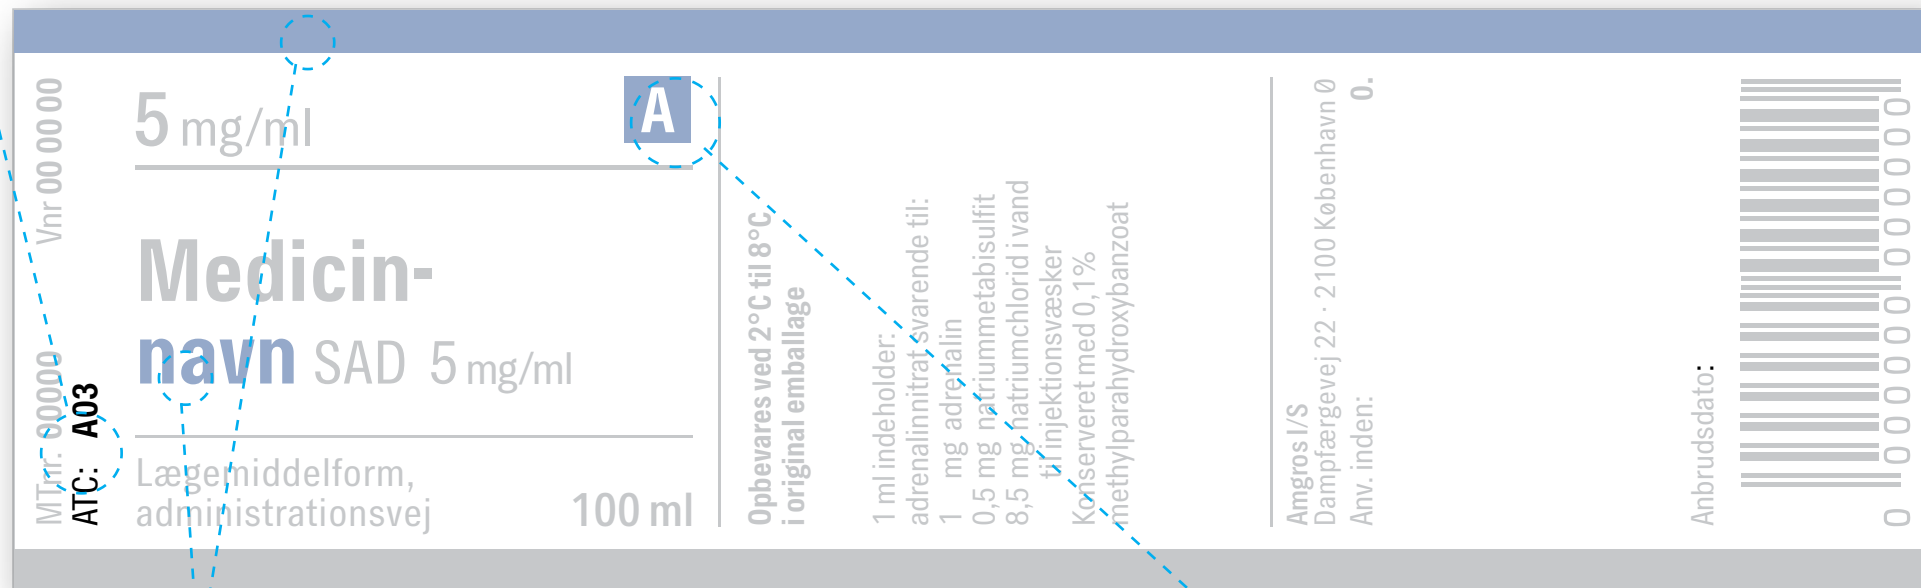 Vnr 00 00 00 00
MTnr. 00000
ATC: A03
5 mg/ml
A
Medicin-
navn SAD 5 mg/ml
Lægemiddelform,
administrationsvej
100 ml
Opbevares ved 2°C til 8°C
i original emballage
1 ml indeholder:
adrenalinnitrat svarende til:
1 mg adrenalin
0,5 mg natriummetabisulfit
8,5 mg natriumchlorid i vand
til injektionsvæsker
Konserveret med 0,1%
methylparahydroxybanzoat
Amgros I/S
Dampfærgevej 22 · 2100 København Ø
Anv. inden: 0.
Anbrudsdato:
0 000000 000000